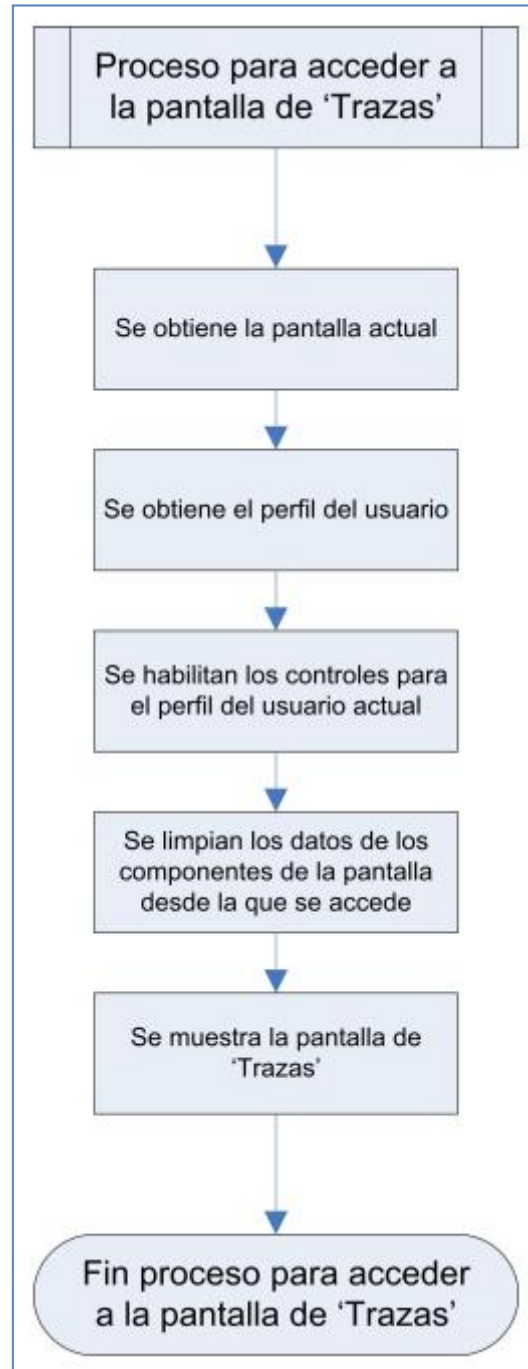 Proceso para acceder a
la pantalla de ‘Trazas’
Se obtiene la pantalla actual
Se obtiene el perfil del usuario
Se habilitan los controles para
el perfil del usuario actual
Se limpian los datos de los
componentes de la pantalla
desde la que se accede
Se muestra la pantalla de
‘Trazas’
Fin proceso para acceder
a la pantalla de ‘Trazas’